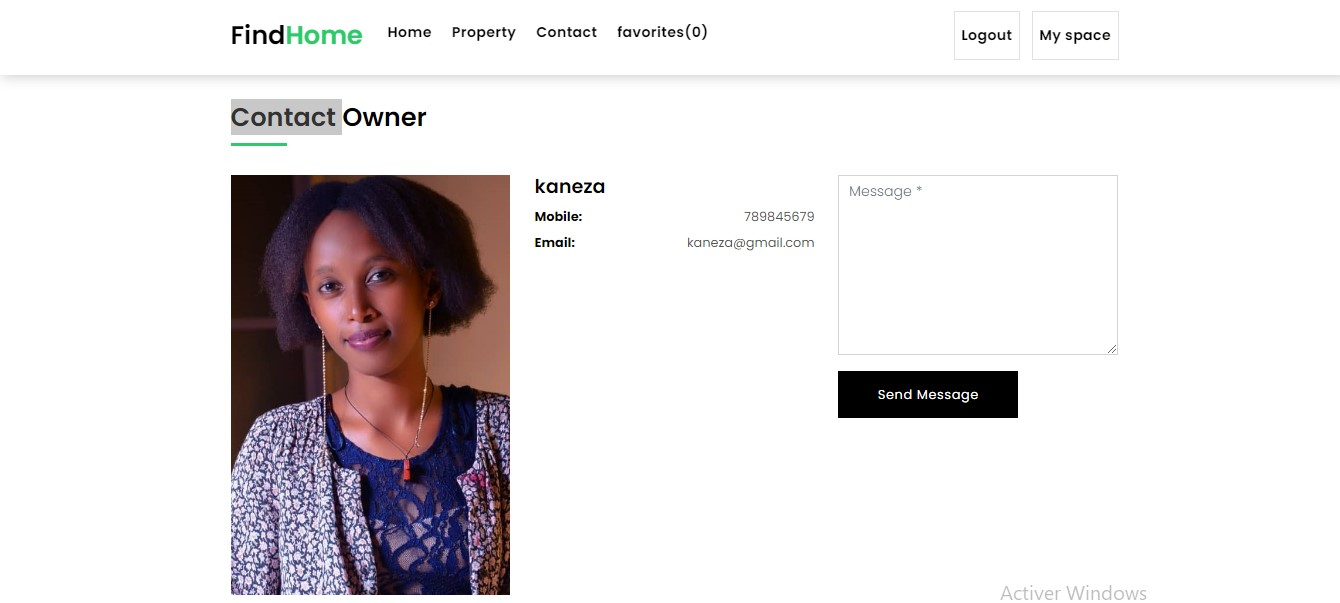 FindHome Home Property Contact favorites(0) Logout My space
Contact Owner
kaneza
Mobile: 789845679
Email: kaneza@gmail.com
Message *
Send Message
Activer Windows